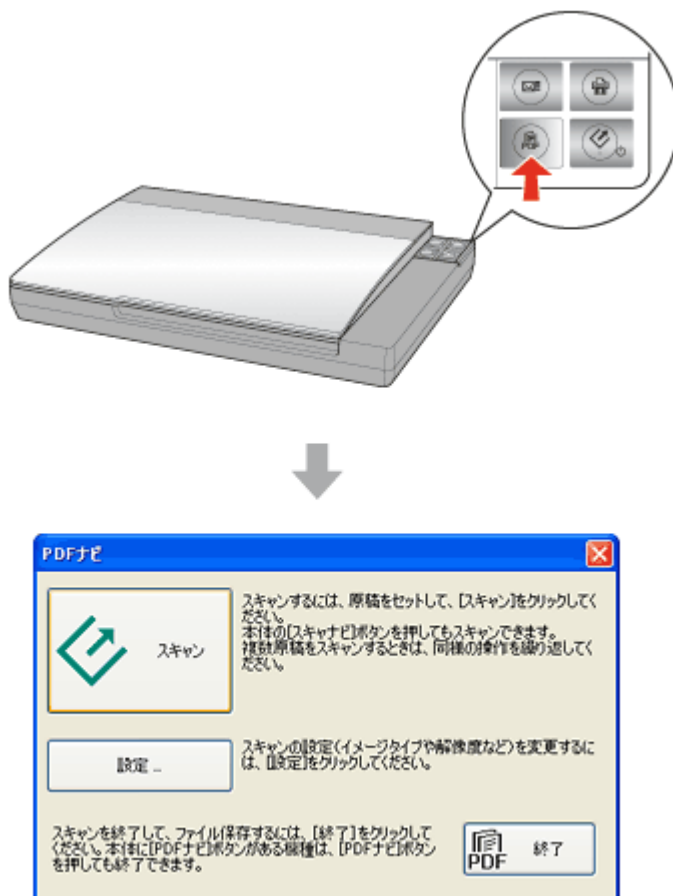 PDF
PDFナビ
スキャン
スキャンするには、原稿をセットして、[スキャン]をクリックしてく
ださい。
本体の[スキャナビ]ボタンを押してもスキャンできます。
複数原稿をスキャンするときは、同様の操作を繰り返してく
ださい。
設定 ...
スキャンの設定(イメージタイプや解像度など)を変更するに
は、[設定]をクリックしてください。
スキャンを終了して、ファイル保存するには、[終了]をクリックして
ください。本体に[PDFナビ]ボタンがある機種は、[PDFナビ]ボタン
を押しても終了できます。
PDF 終了